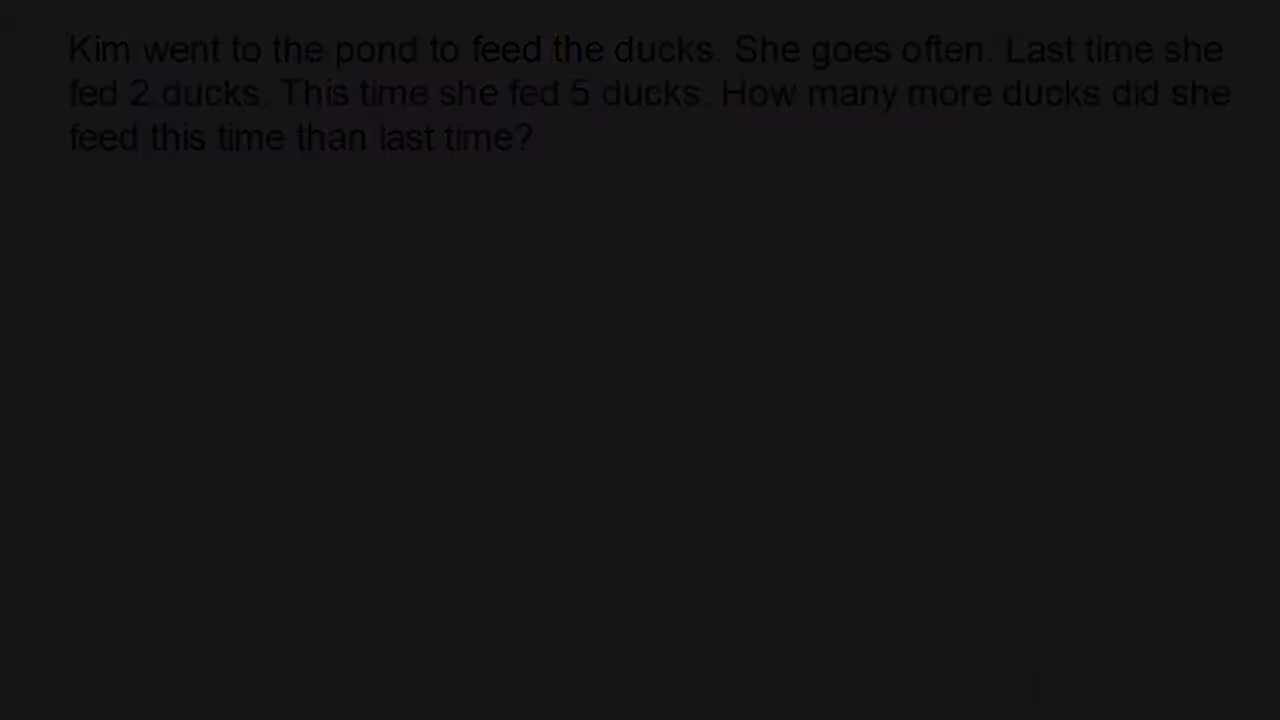 Kim went to the pond to feed the ducks. She goes often. Last time she
fed 2 ducks. This time she fed 5 ducks. How many more ducks did she
feed this time than last time?